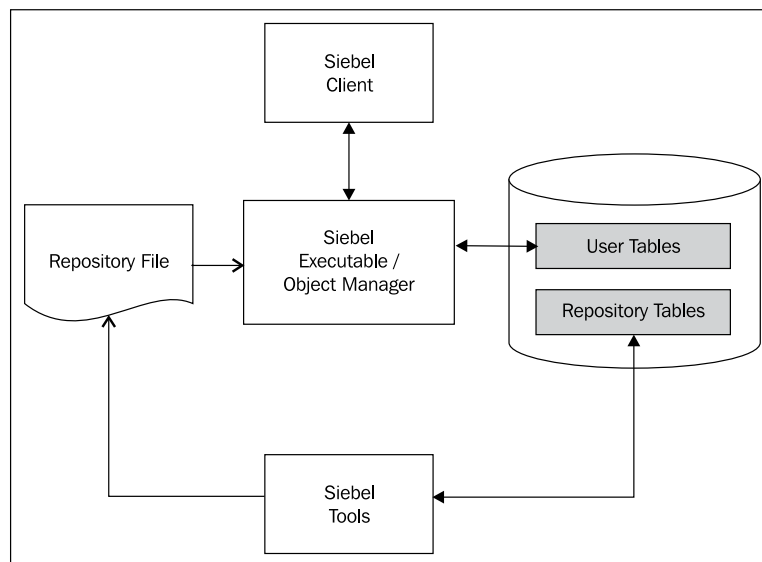 Siebel
Client
Repository File
Siebel
Executable /
Object Manager
User Tables
Repository Tables
Siebel
Tools